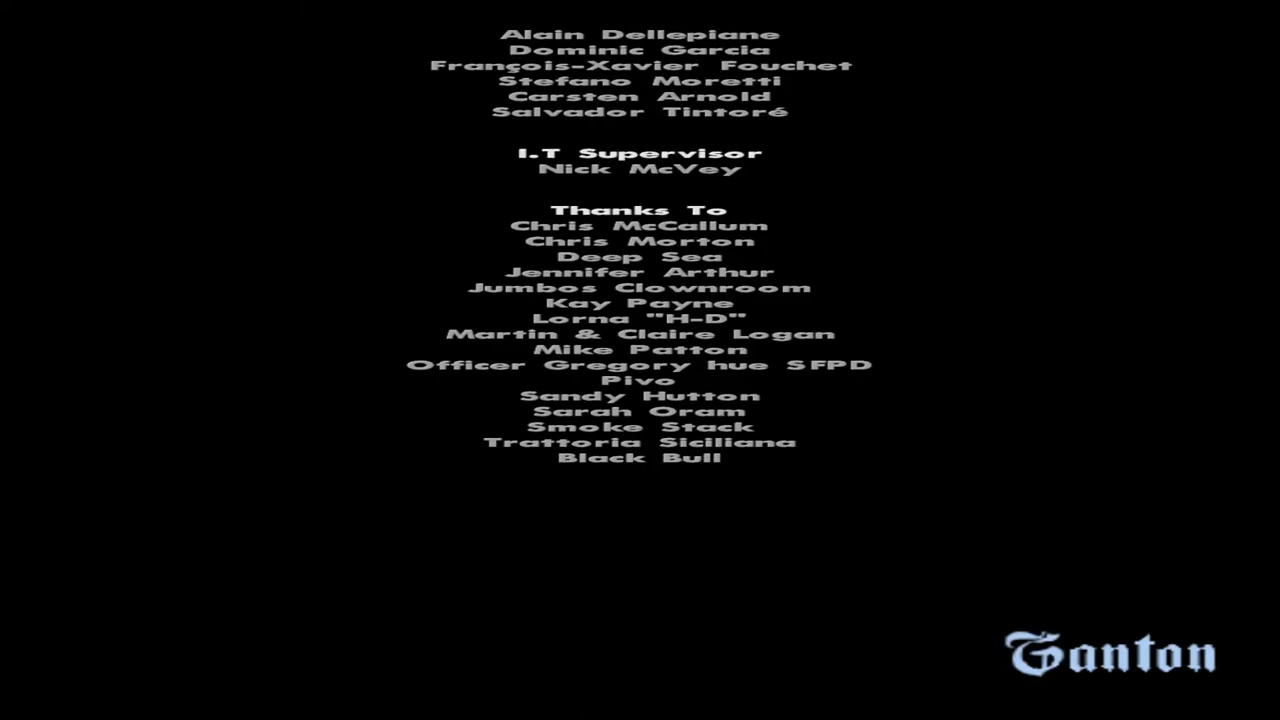 Alain Dellepiane
Dominic Garcia
François-Xavier Fouchet
Stefano Moretti
Carsten Arnold
Salvador Tintoré
I.T Supervisor
Nick McVey
Thanks To
Chris McCallum
Chris Morton
Deep Sea
Jennifer Arthur
Jumbos Clownroom
Kay Payne
Lorna "H-D"
Martin & Claire Logan
Mike Patton
Officer Gregory hue SFPD
Pivo
Sandy Hutton
Sarah Oram
Smoke Stack
Trattoria Siciliana
Black Bull
Ganton